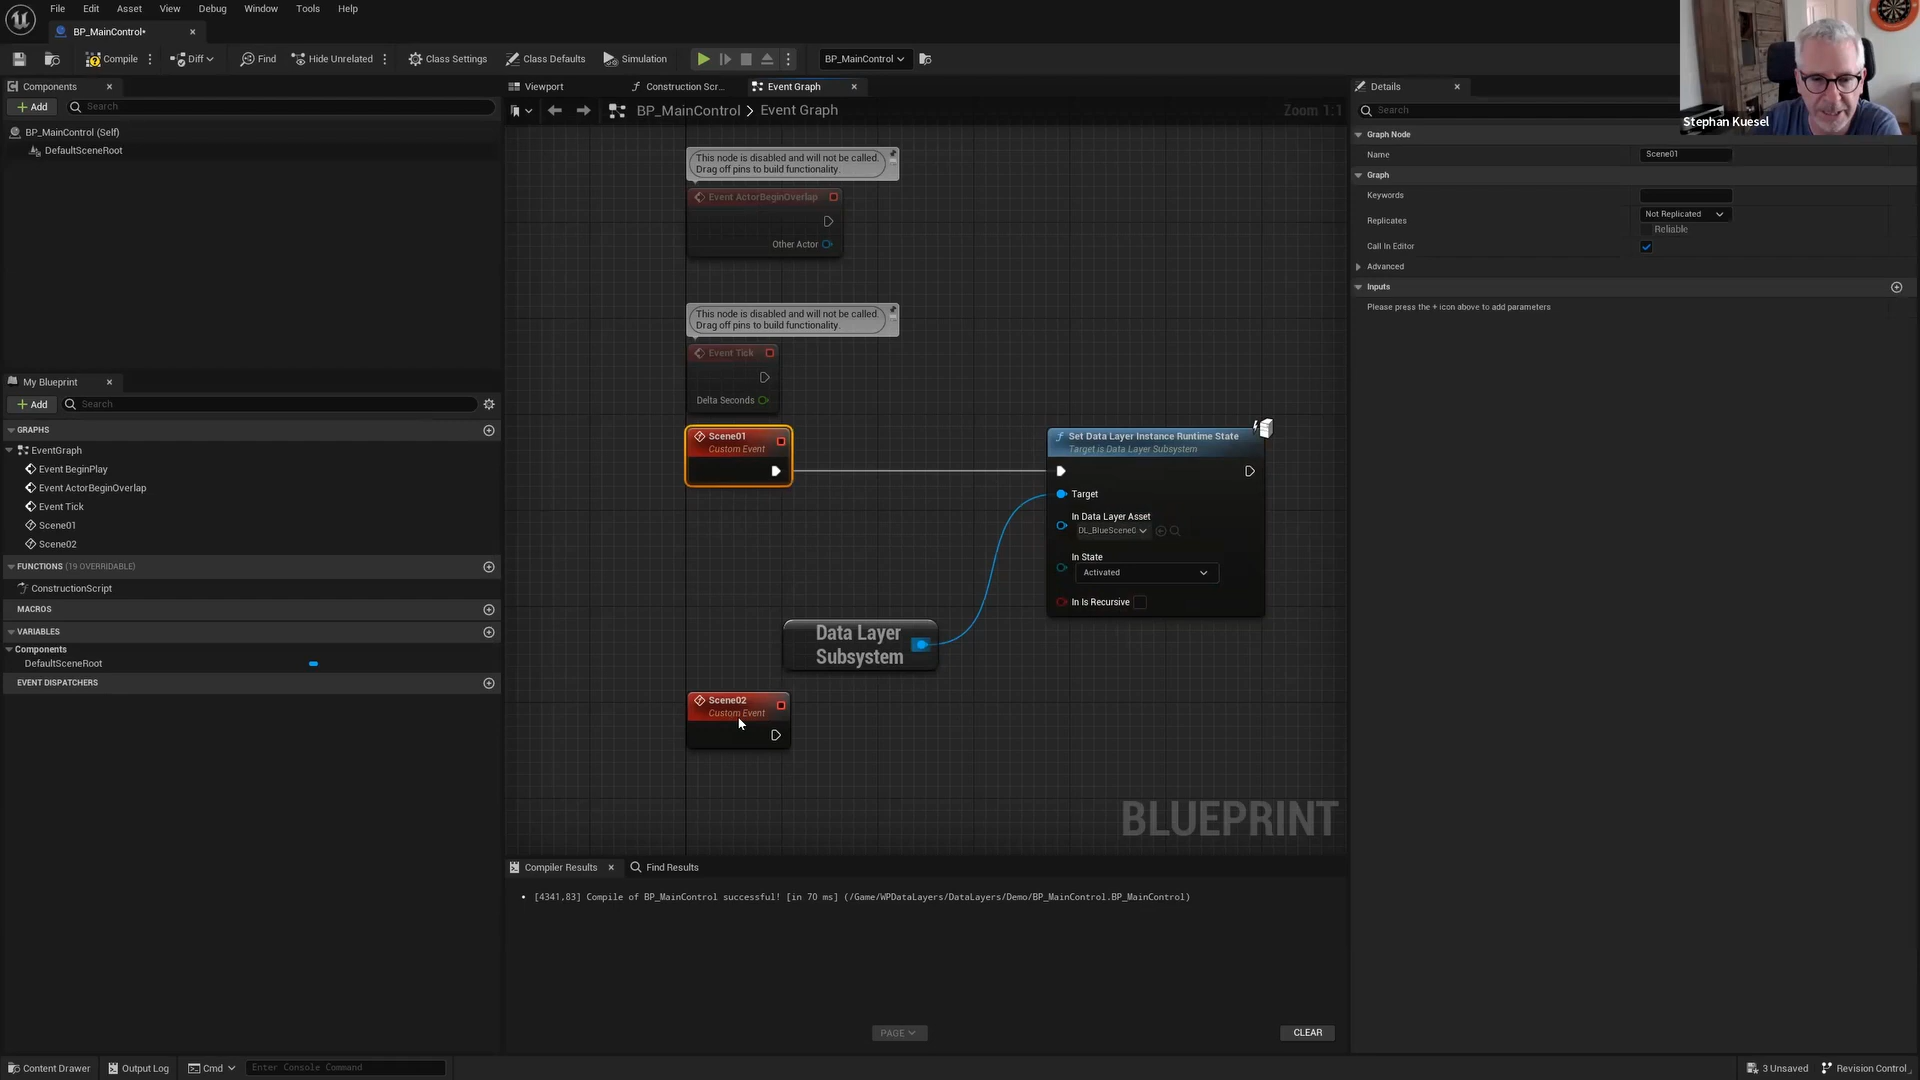 File Edit Asset View Debug Window Tools Help
BP_MainControl•
Compile Diff Find Hide Unrelated Class Settings Class Defaults Simulation BP_MainControl
Components
Add Search
BP_MainControl (Self)
DefaultSceneRoot
My Blueprint
Add Search
GRAPHS
EventGraph
Event BeginPlay
Event ActorBeginOverlap
Event Tick
Scene01
Scene02
FUNCTIONS (19 OVERRIDABLE)
ConstructionScript
MACROS
VARIABLES
Components
DefaultSceneRoot
EVENT DISPATCHERS
Viewport Construction Scr... Event Graph
BP_MainControl > Event Graph Zoom 1:1
This node is disabled and will not be called.
Drag off pins to build functionality.
Event ActorBeginOverlap
Other Actor
This node is disabled and will not be called.
Drag off pins to build functionality.
Event Tick
Delta Seconds
Scene01
Custom Event
Set Data Layer Instance Runtime State
Target is Data Layer Subsystem
Target
In Data Layer Asset
DL_BlueScene0
In State
Activated
In Is Recursive
Data Layer
Subsystem
Scene02
Custom Event
BLUEPRINT
Compiler Results Find Results
• [4341,83] Compile of BP_MainControl successful! [in 70 ms] (/Game/WPDataLayers/DataLayers/Demo/BP_MainControl.BP_MainControl)
PAGE CLEAR
Details
Search
Graph Node
Name Scene01
Graph
Keywords
Replicates Not Replicated
Reliable
Call In Editor
Advanced
Inputs
Please press the + icon above to add parameters
Stephan Kuesel
Content Drawer Output Log Cmd Enter Console Command 3 Unsaved Revision Control